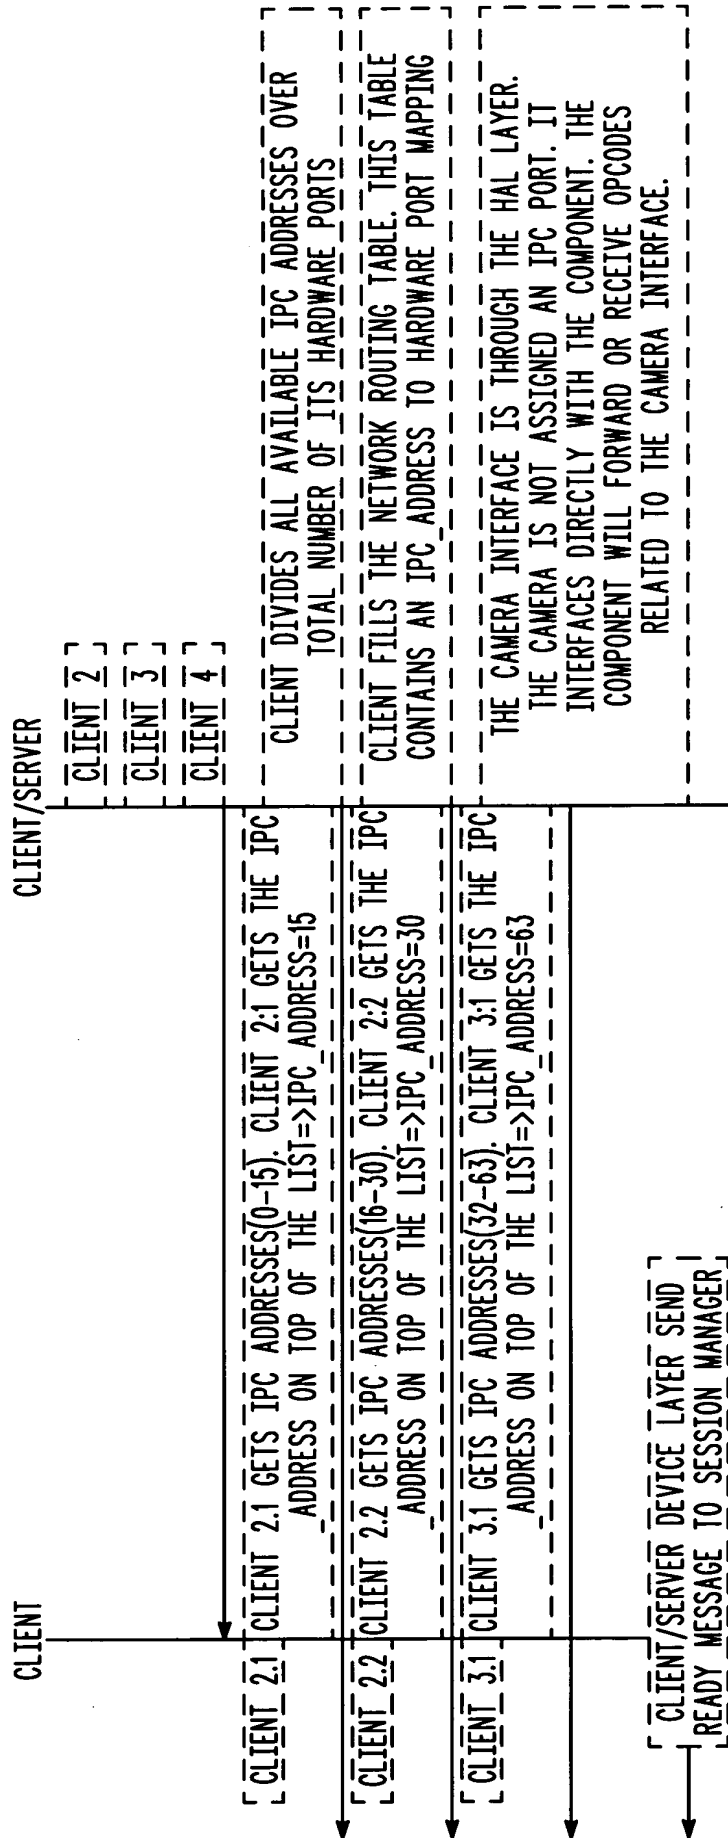 CLIENT
CLIENT/SERVER
CLIENT 2
CLIENT 3
CLIENT 4
CLIENT 2.1
CLIENT 2.1 GETS IPC ADDRESSES(0-15). CLIENT 2:1 GETS THE IPC
ADDRESS ON TOP OF THE LIST=>IPC_ADDRESS=15
CLIENT DIVIDES ALL AVAILABLE IPC ADDRESSES OVER
TOTAL NUMBER OF ITS HARDWARE PORTS
CLIENT 2.2
CLIENT 2.2 GETS IPC ADDRESSES(16-30). CLIENT 2:2 GETS THE IPC
ADDRESS ON TOP OF THE LIST=>IPC_ADDRESS=30
CLIENT FILLS THE NETWORK ROUTING TABLE. THIS TABLE
CONTAINS AN IPC_ADDRESS TO HARDWARE PORT MAPPING
CLIENT 3.1
CLIENT 3.1 GETS IPC ADDRESSES(32-63). CLIENT 3:1 GETS THE IPC
ADDRESS ON TOP OF THE LIST=>IPC_ADDRESS=63
THE CAMERA INTERFACE IS THROUGH THE HAL LAYER.
THE CAMERA IS NOT ASSIGNED AN IPC PORT. IT
INTERFACES DIRECTLY WITH THE COMPONENT. THE
COMPONENT WILL FORWARD OR RECEIVE OPCODES
RELATED TO THE CAMERA INTERFACE.
CLIENT/SERVER DEVICE LAYER SEND
READY MESSAGE TO SESSION MANAGER